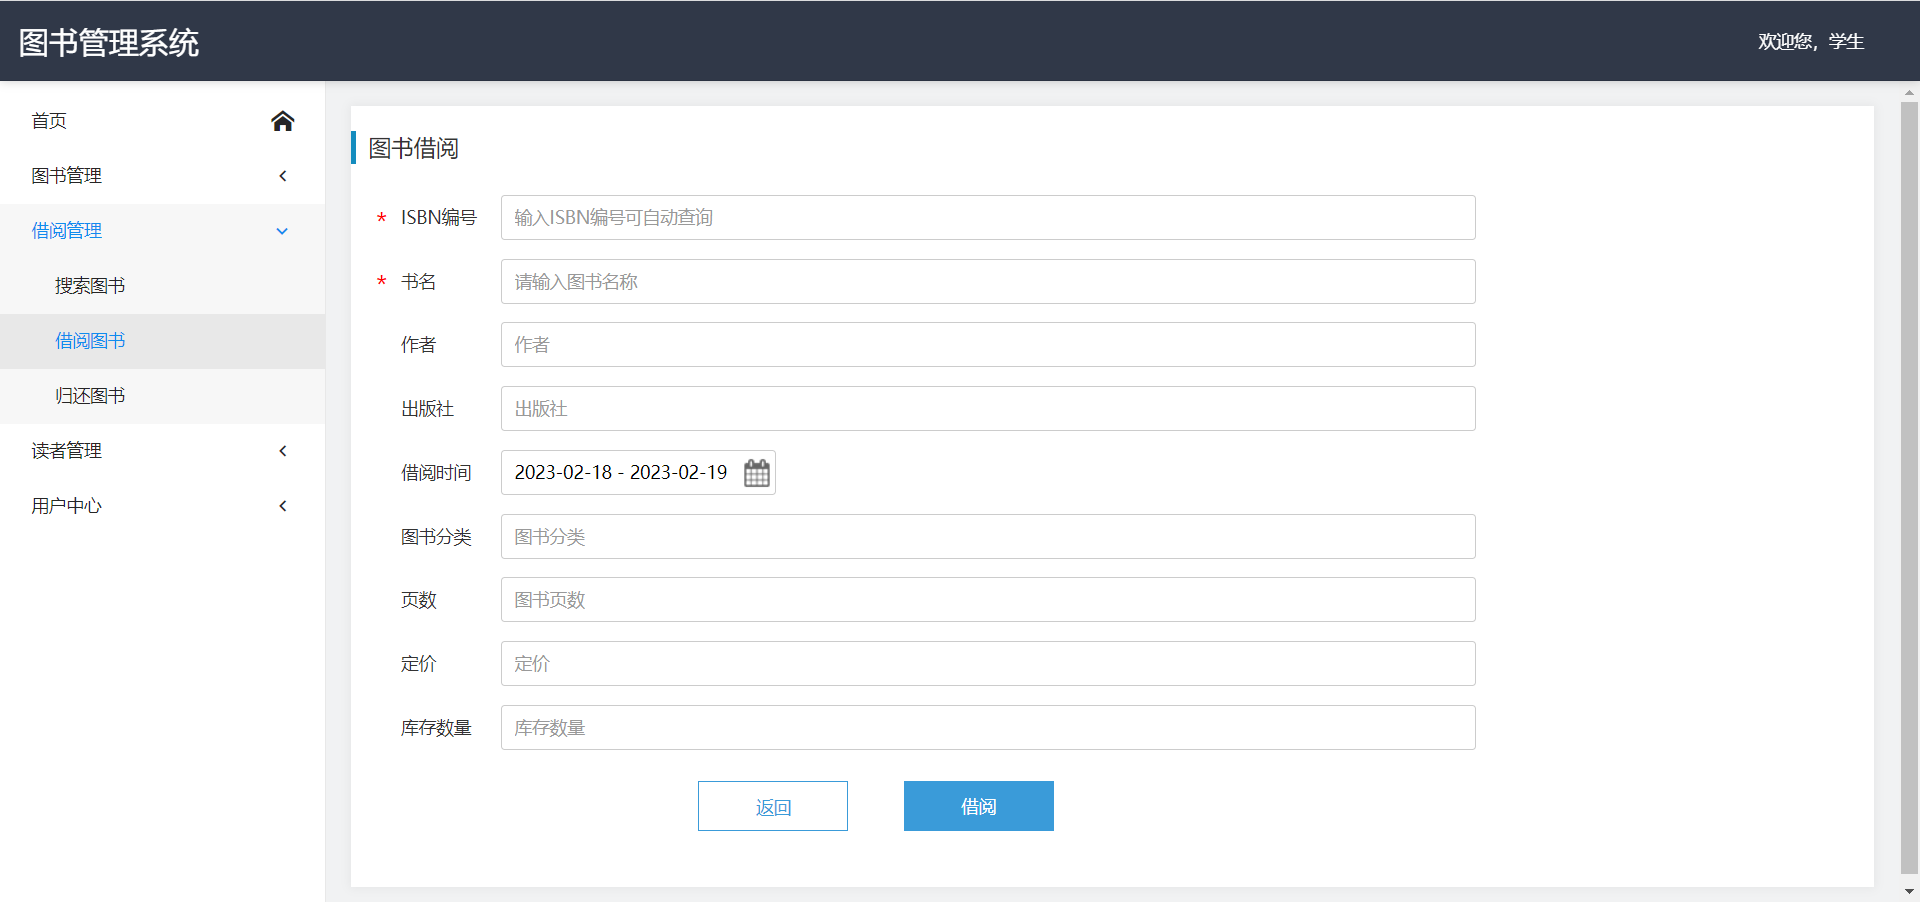 图书管理系统
欢迎您，学生
首页
图书管理
借阅管理
搜索图书
借阅图书
归还图书
读者管理
用户中心
图书借阅
* ISBN编号 输入ISBN编号可自动查询
* 书名 请输入图书名称
作者 作者
出版社 出版社
借阅时间 2023-02-18 - 2023-02-19
图书分类 图书分类
页数 图书页数
定价 定价
库存数量 库存数量
返回 借阅